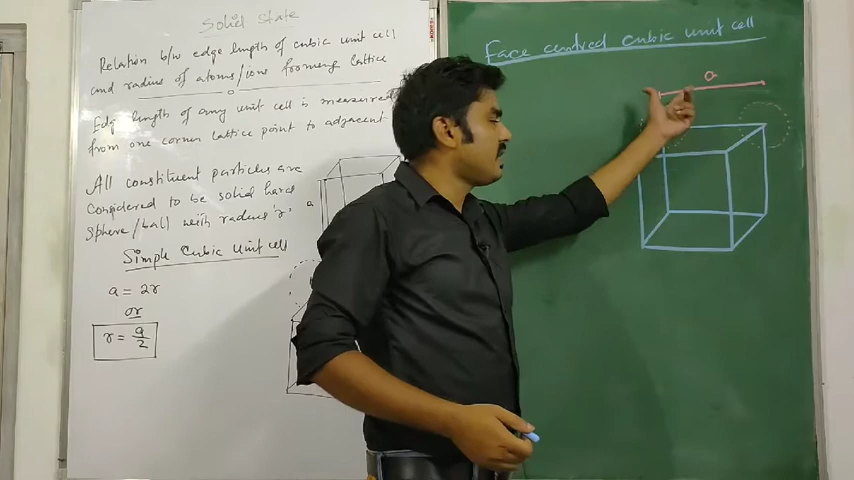 Solid State
Relation b/w edge length of cubic unit cell
and radius of atoms/ions forming lattice
Edge length of any unit cell is measured
from one corner lattice point to adjacent
All constituent particles are
considered to be solid hard
sphere/ball with radius 'r'.
Simple Cubic Unit cell
a = 2r
or
r = a/2
a
Face centred cubic unit cell
a